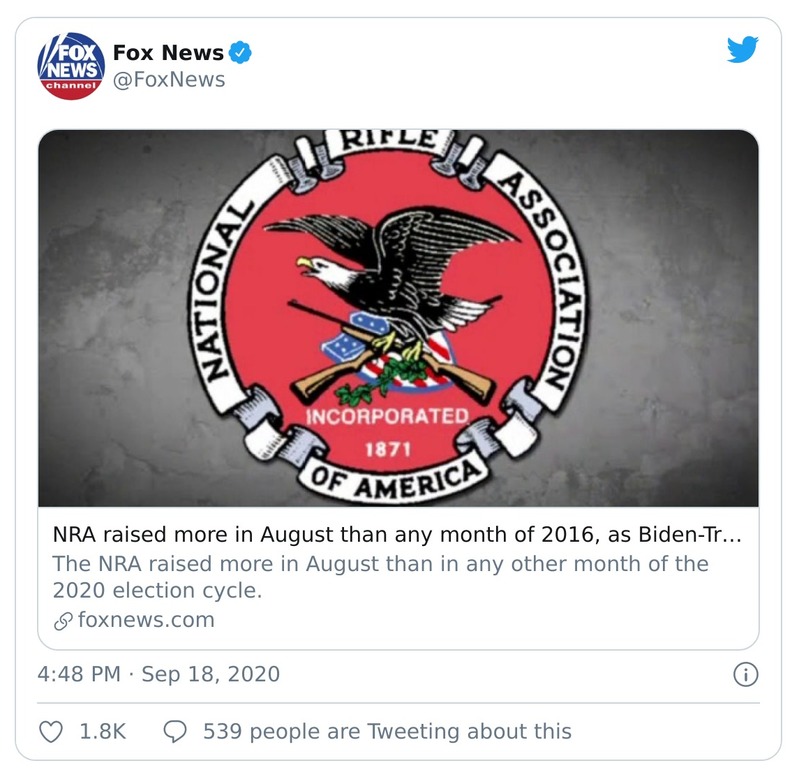 FOX
NEWS
channel
Fox News
@FoxNews
NATIONAL
RIFLE
ASSOCIATION
INCORPORATED
1871
OF AMERICA
NRA raised more in August than any month of 2016, as Biden-Tr...
The NRA raised more in August than in any other month of the
2020 election cycle.
foxnews.com
4:48 PM · Sep 18, 2020
1.8K
539 people are Tweeting about this